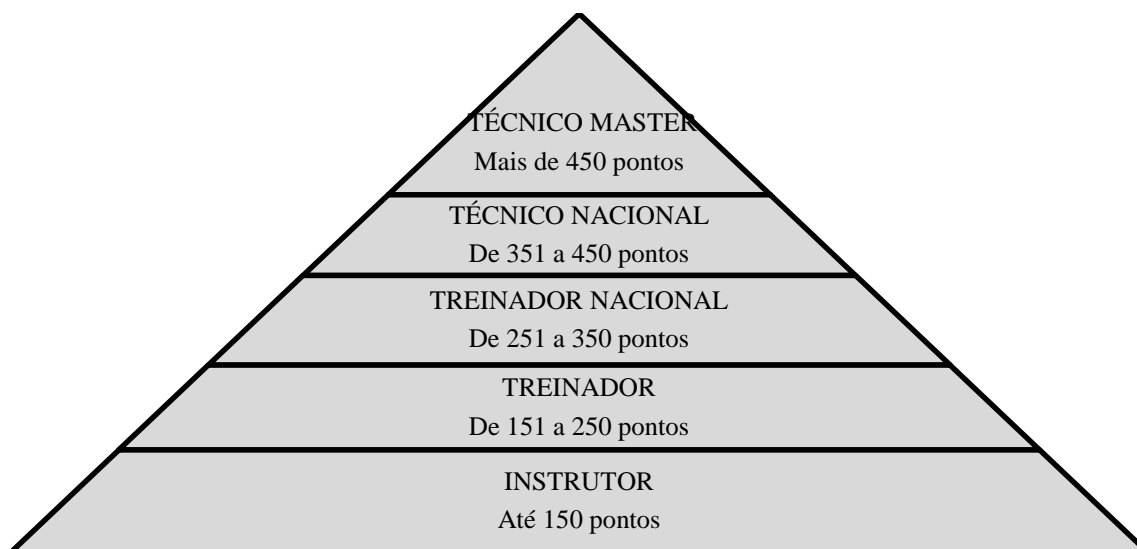 TÉCNICO MASTER
Mais de 450 pontos
TÉCNICO NACIONAL
De 351 a 450 pontos
TREINADOR NACIONAL
De 251 a 350 pontos
TREINADOR
De 151 a 250 pontos
INSTRUTOR
Até 150 pontos